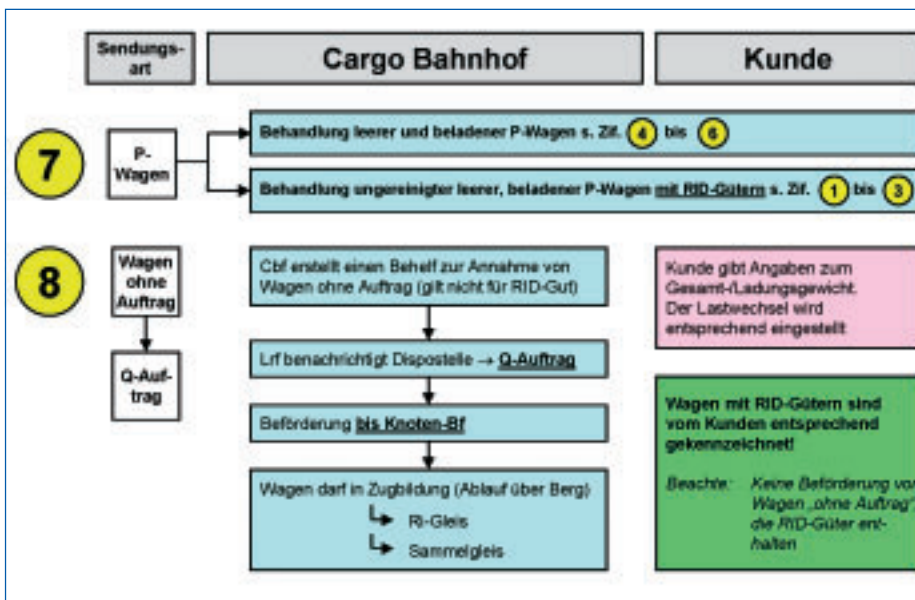 Sendungs-
art
Cargo Bahnhof
Kunde
7
P-
Wagen
Behandlung leerer und beladener P-Wagen s. Zif. 4 bis 6
Behandlung ungereinigter leerer, beladener P-Wagen mit RID-Gütern s. Zif. 1 bis 3
8
Wagen
ohne
Auftrag
Q-Auf-
trag
Cbf erstellt einen Behelf zur Annahme von
Wagen ohne Auftrag (gilt nicht für RID-Gut)
Lrf benachrichtigt Dispostelle → Q-Auftrag
Beförderung bis Knoten-Bf
Wagen darf in Zugbildung (Ablauf über Berg)
Ri-Gleis
Sammelgleis
Kunde gibt Angaben zum
Gesamt-/Ladungsgewicht.
Der Lastwechsel wird
entsprechend eingestellt
Wagen mit RID-Gütern sind
vom Kunden entsprechend
gekennzeichnet!
Beachte: Keine Beförderung von
Wagen „ohne Auftrag“,
die RID-Güter ent-
halten